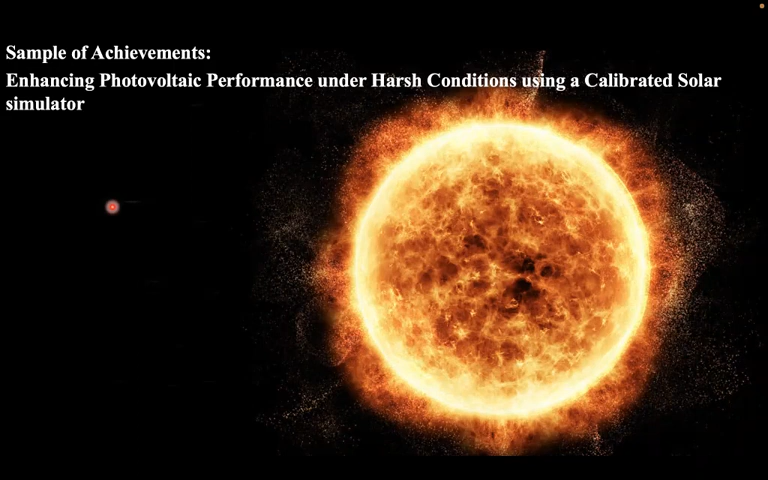 Sample of Achievements:
Enhancing Photovoltaic Performance under Harsh Conditions using a Calibrated Solar
simulator